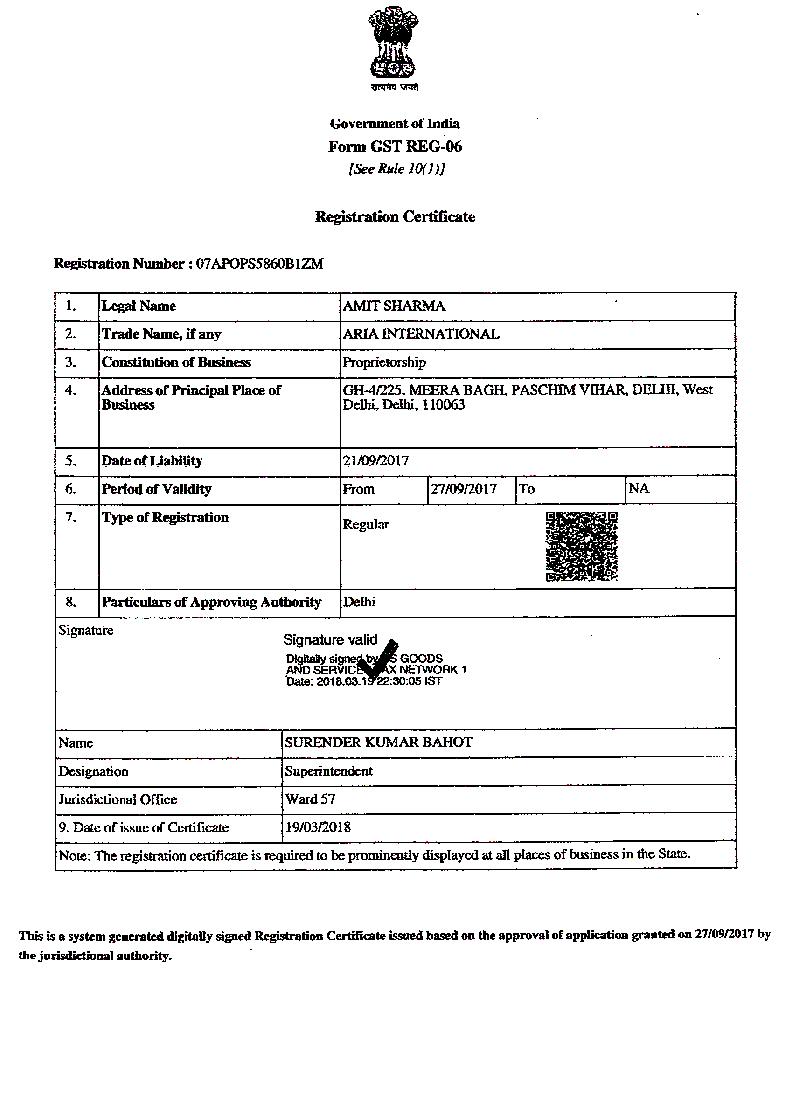 सत्यमेव जयते
Government of India
Form GST REG-06
[See Rule 10(1)]
Registration Certificate
Registration Number : 07APOPS5860B1ZM
1. Legal Name AMIT SHARMA
2. Trade Name, if any ARIA INTERNATIONAL
3. Constitution of Business Proprietorship
4. Address of Principal Place of GH-4/225, MEERA BAGH, PASCHIM VIHAR, DELHI, West
Business Delhi, Delhi, 110063
5. Date of Liability 21/09/2017
6. Period of Validity From 27/09/2017 To NA
7. Type of Registration Regular
8. Particulars of Approving Authority Delhi
Signature
Signature valid
Digitally signed by GOODS
AND SERVICE TAX NETWORK 1
Date: 2018.03.19 22:30:05 IST
Name SURENDER KUMAR BAHOT
Designation Superintendent
Jurisdictional Office Ward 57
9. Date of issue of Certificate 19/03/2018
Note: The registration certificate is required to be prominently displayed at all places of business in the State.
This is a system generated digitally signed Registration Certificate issued based on the approval of application granted on 27/09/2017 by
the jurisdictional authority.